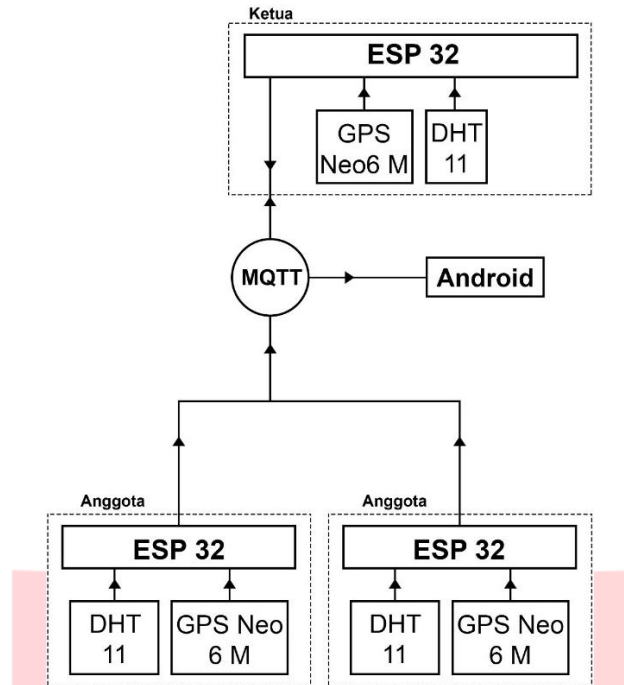 Ketua
ESP 32
GPS
Neo6 M
DHT
11
MQTT
Android
Anggota
ESP 32
DHT
11
GPS Neo
6 M
Anggota
ESP 32
DHT
11
GPS Neo
6 M